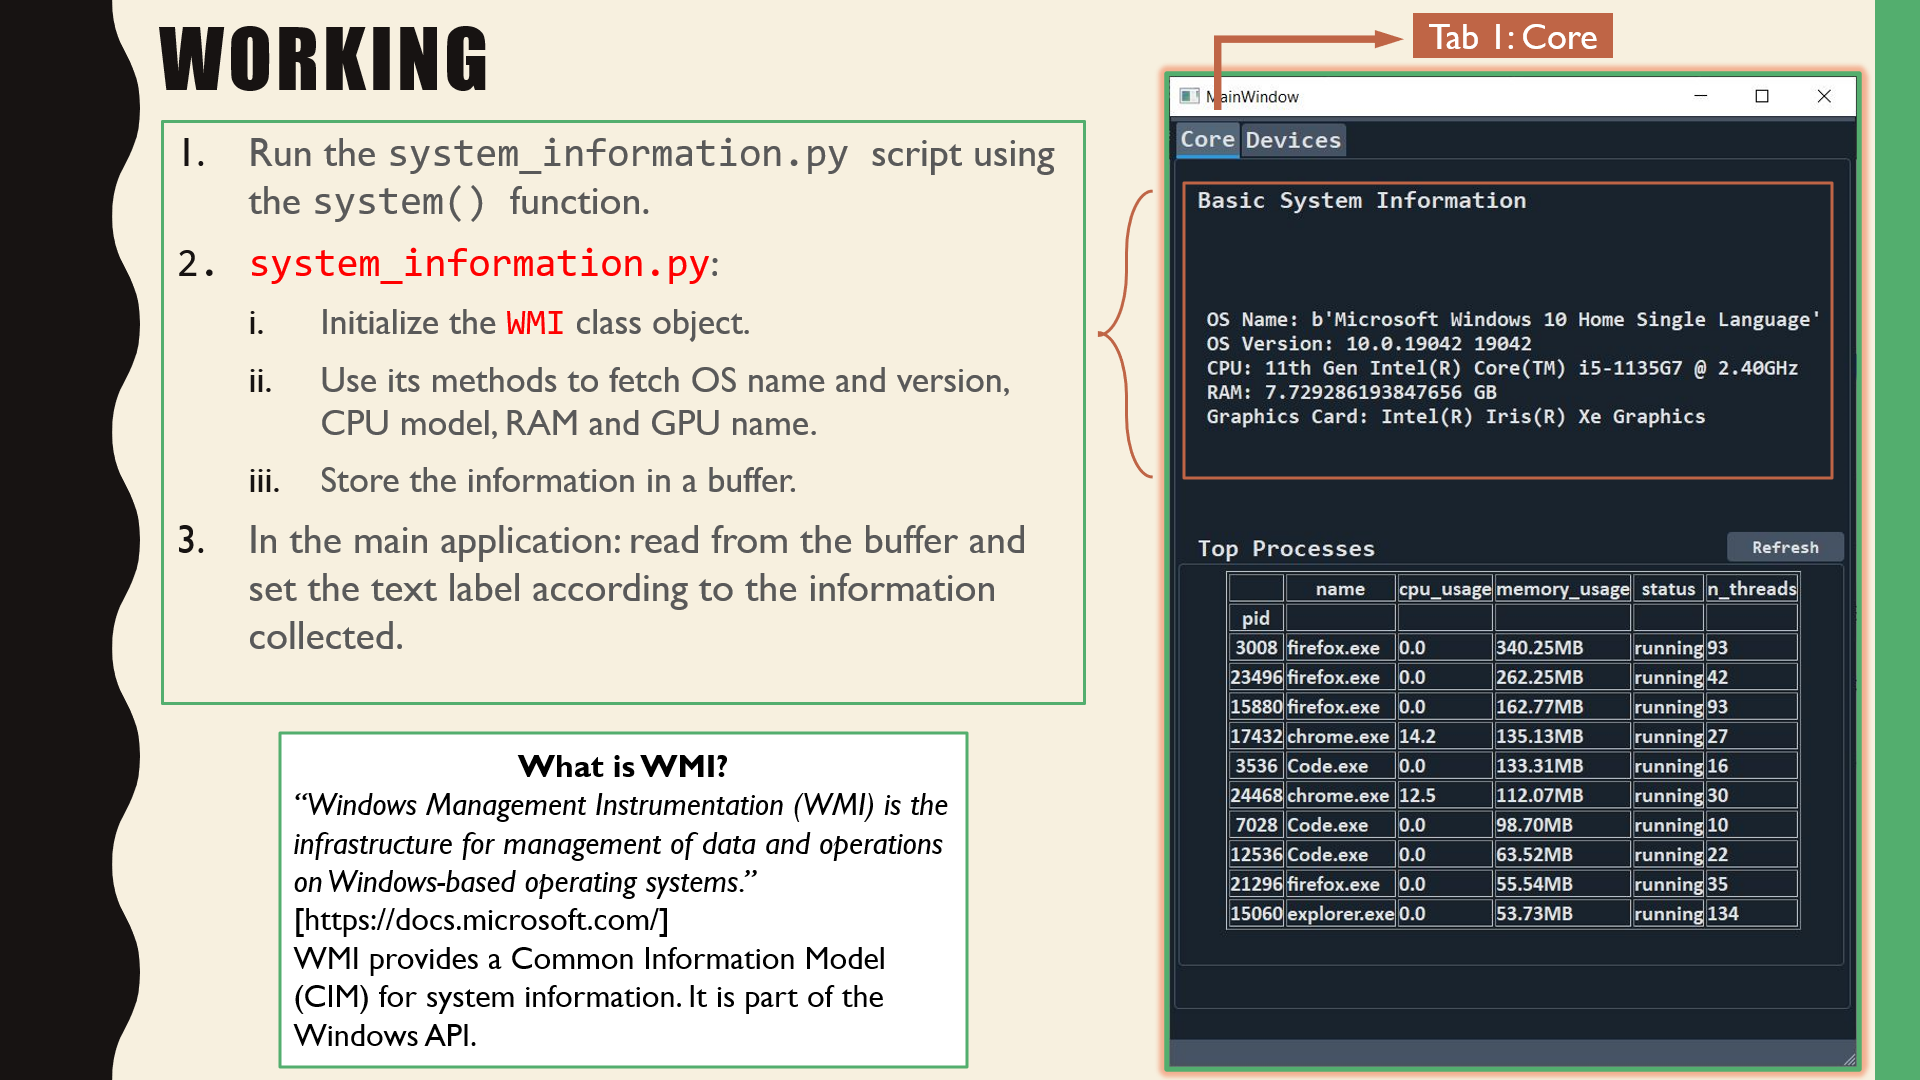 WORKING
1. Run the system_information.py script using
the system() function.
2. system_information.py:
i. Initialize the WMI class object.
ii. Use its methods to fetch OS name and version,
CPU model, RAM and GPU name.
iii. Store the information in a buffer.
3. In the main application: read from the buffer and
set the text label according to the information
collected.
What is WMI?
“Windows Management Instrumentation (WMI) is the
infrastructure for management of data and operations
on Windows-based operating systems.”
[https://docs.microsoft.com/]
WMI provides a Common Information Model
(CIM) for system information. It is part of the
Windows API.
Tab 1: Core
MainWindow
Core Devices
Basic System Information
OS Name: b'Microsoft Windows 10 Home Single Language'
OS Version: 10.0.19042 19042
CPU: 11th Gen Intel(R) Core(TM) i5-1135G7 @ 2.40GHz
RAM: 7.729286193847656 GB
Graphics Card: Intel(R) Iris(R) Xe Graphics
Top Processes Refresh
name cpu_usage memory_usage status n_threads
pid
3008 firefox.exe 0.0 340.25MB running 93
23496 firefox.exe 0.0 262.25MB running 42
15880 firefox.exe 0.0 162.77MB running 93
17432 chrome.exe 14.2 135.13MB running 27
3536 Code.exe 0.0 133.31MB running 16
24468 chrome.exe 12.5 112.07MB running 30
7028 Code.exe 0.0 98.70MB running 10
12536 Code.exe 0.0 63.52MB running 22
21296 firefox.exe 0.0 55.54MB running 35
15060 explorer.exe 0.0 53.73MB running 134